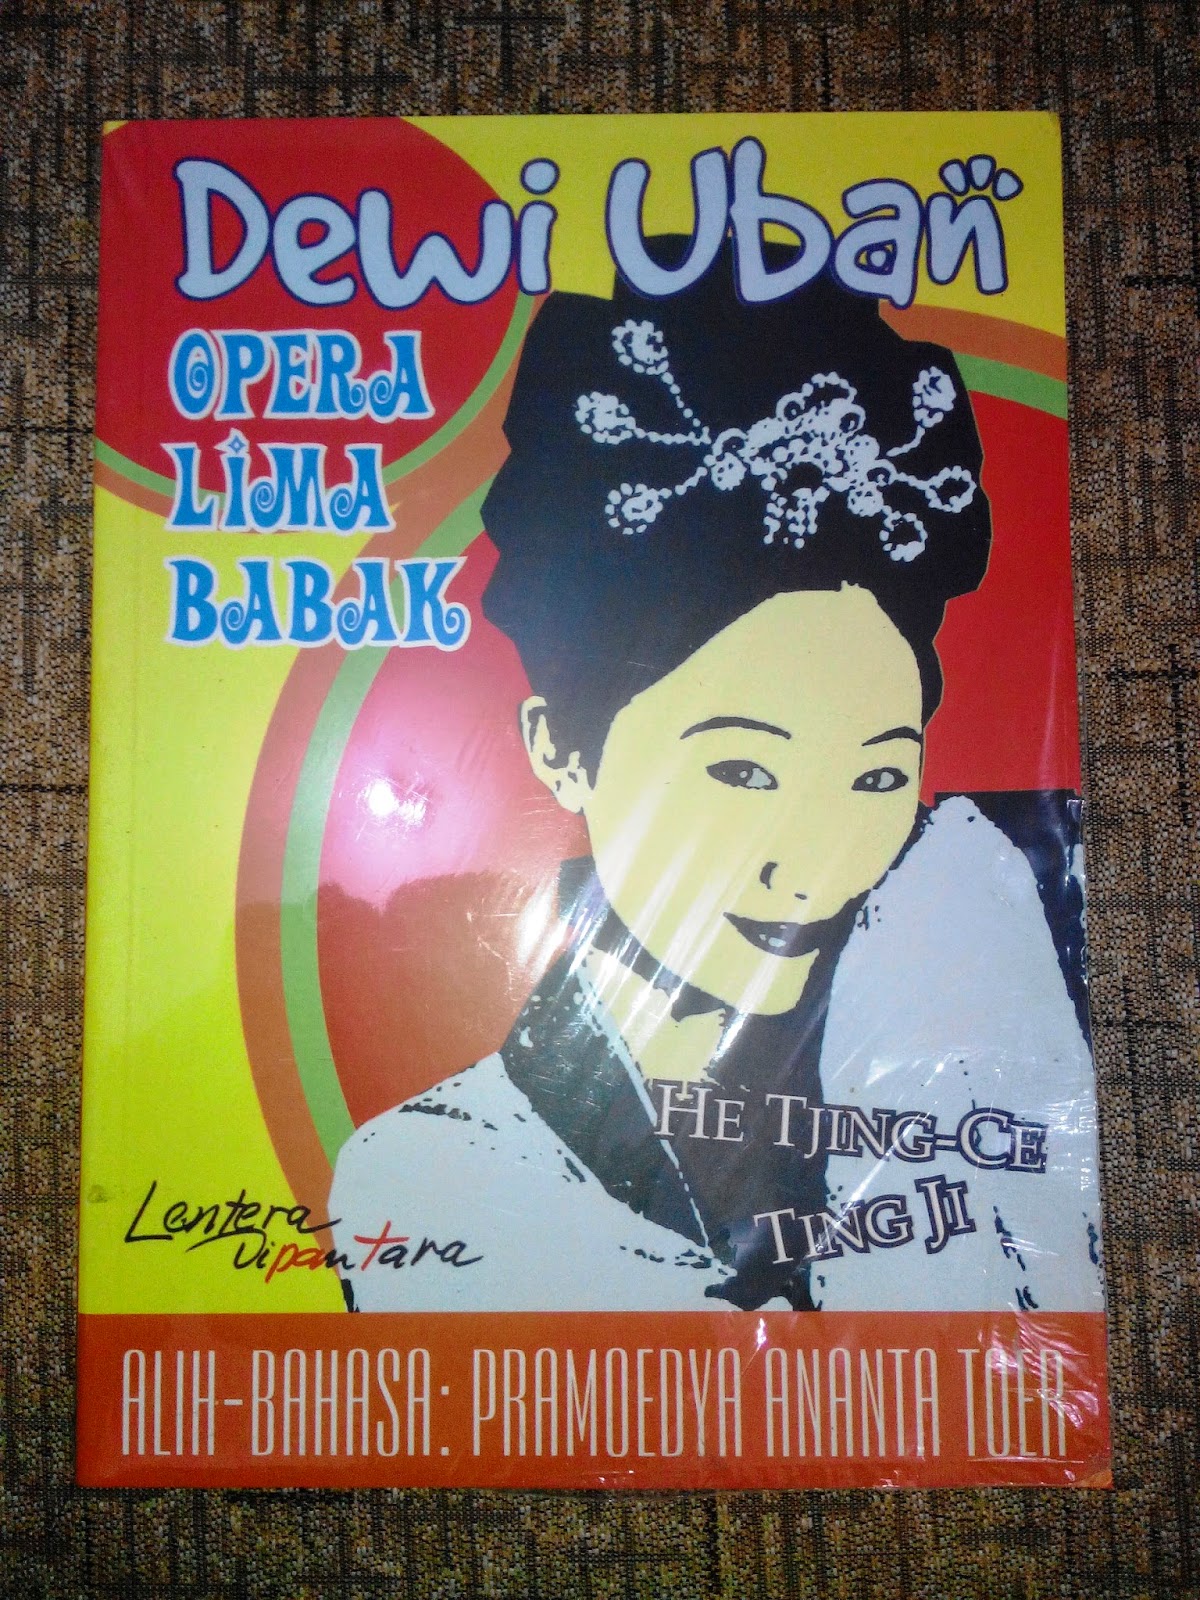 Dewi Uban
OPERA
LIMA
BABAK
HE TJING-CE
TING JI
Lentera
Dipantara
ALIH-BAHASA: PRAMOEDYA ANANTA TOER